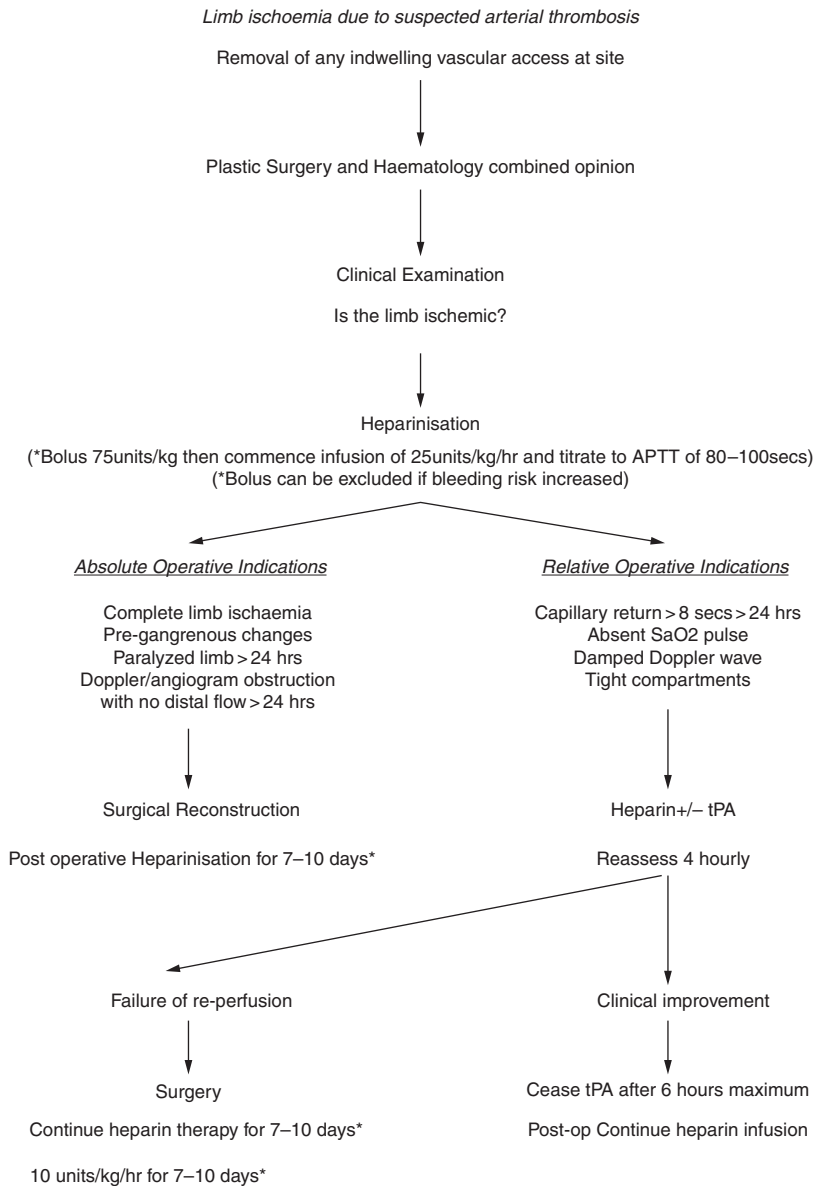 Limb ischoemia due to suspected arterial thrombosis
Removal of any indwelling vascular access at site
Plastic Surgery and Haematology combined opinion
Clinical Examination
Is the limb ischemic?
Heparinisation
(*Bolus 75units/kg then commence infusion of 25units/kg/hr and titrate to APTT of 80–100secs)
(*Bolus can be excluded if bleeding risk increased)
Absolute Operative Indications
Complete limb ischaemia
Pre-gangrenous changes
Paralyzed limb > 24 hrs
Doppler/angiogram obstruction
with no distal flow > 24 hrs
Surgical Reconstruction
Post operative Heparinisation for 7–10 days*
Relative Operative Indications
Capillary return > 8 secs > 24 hrs
Absent SaO2 pulse
Damped Doppler wave
Tight compartments
Heparin+/– tPA
Reassess 4 hourly
Failure of re-perfusion
Surgery
Continue heparin therapy for 7–10 days*
10 units/kg/hr for 7–10 days*
Clinical improvement
Cease tPA after 6 hours maximum
Post-op Continue heparin infusion